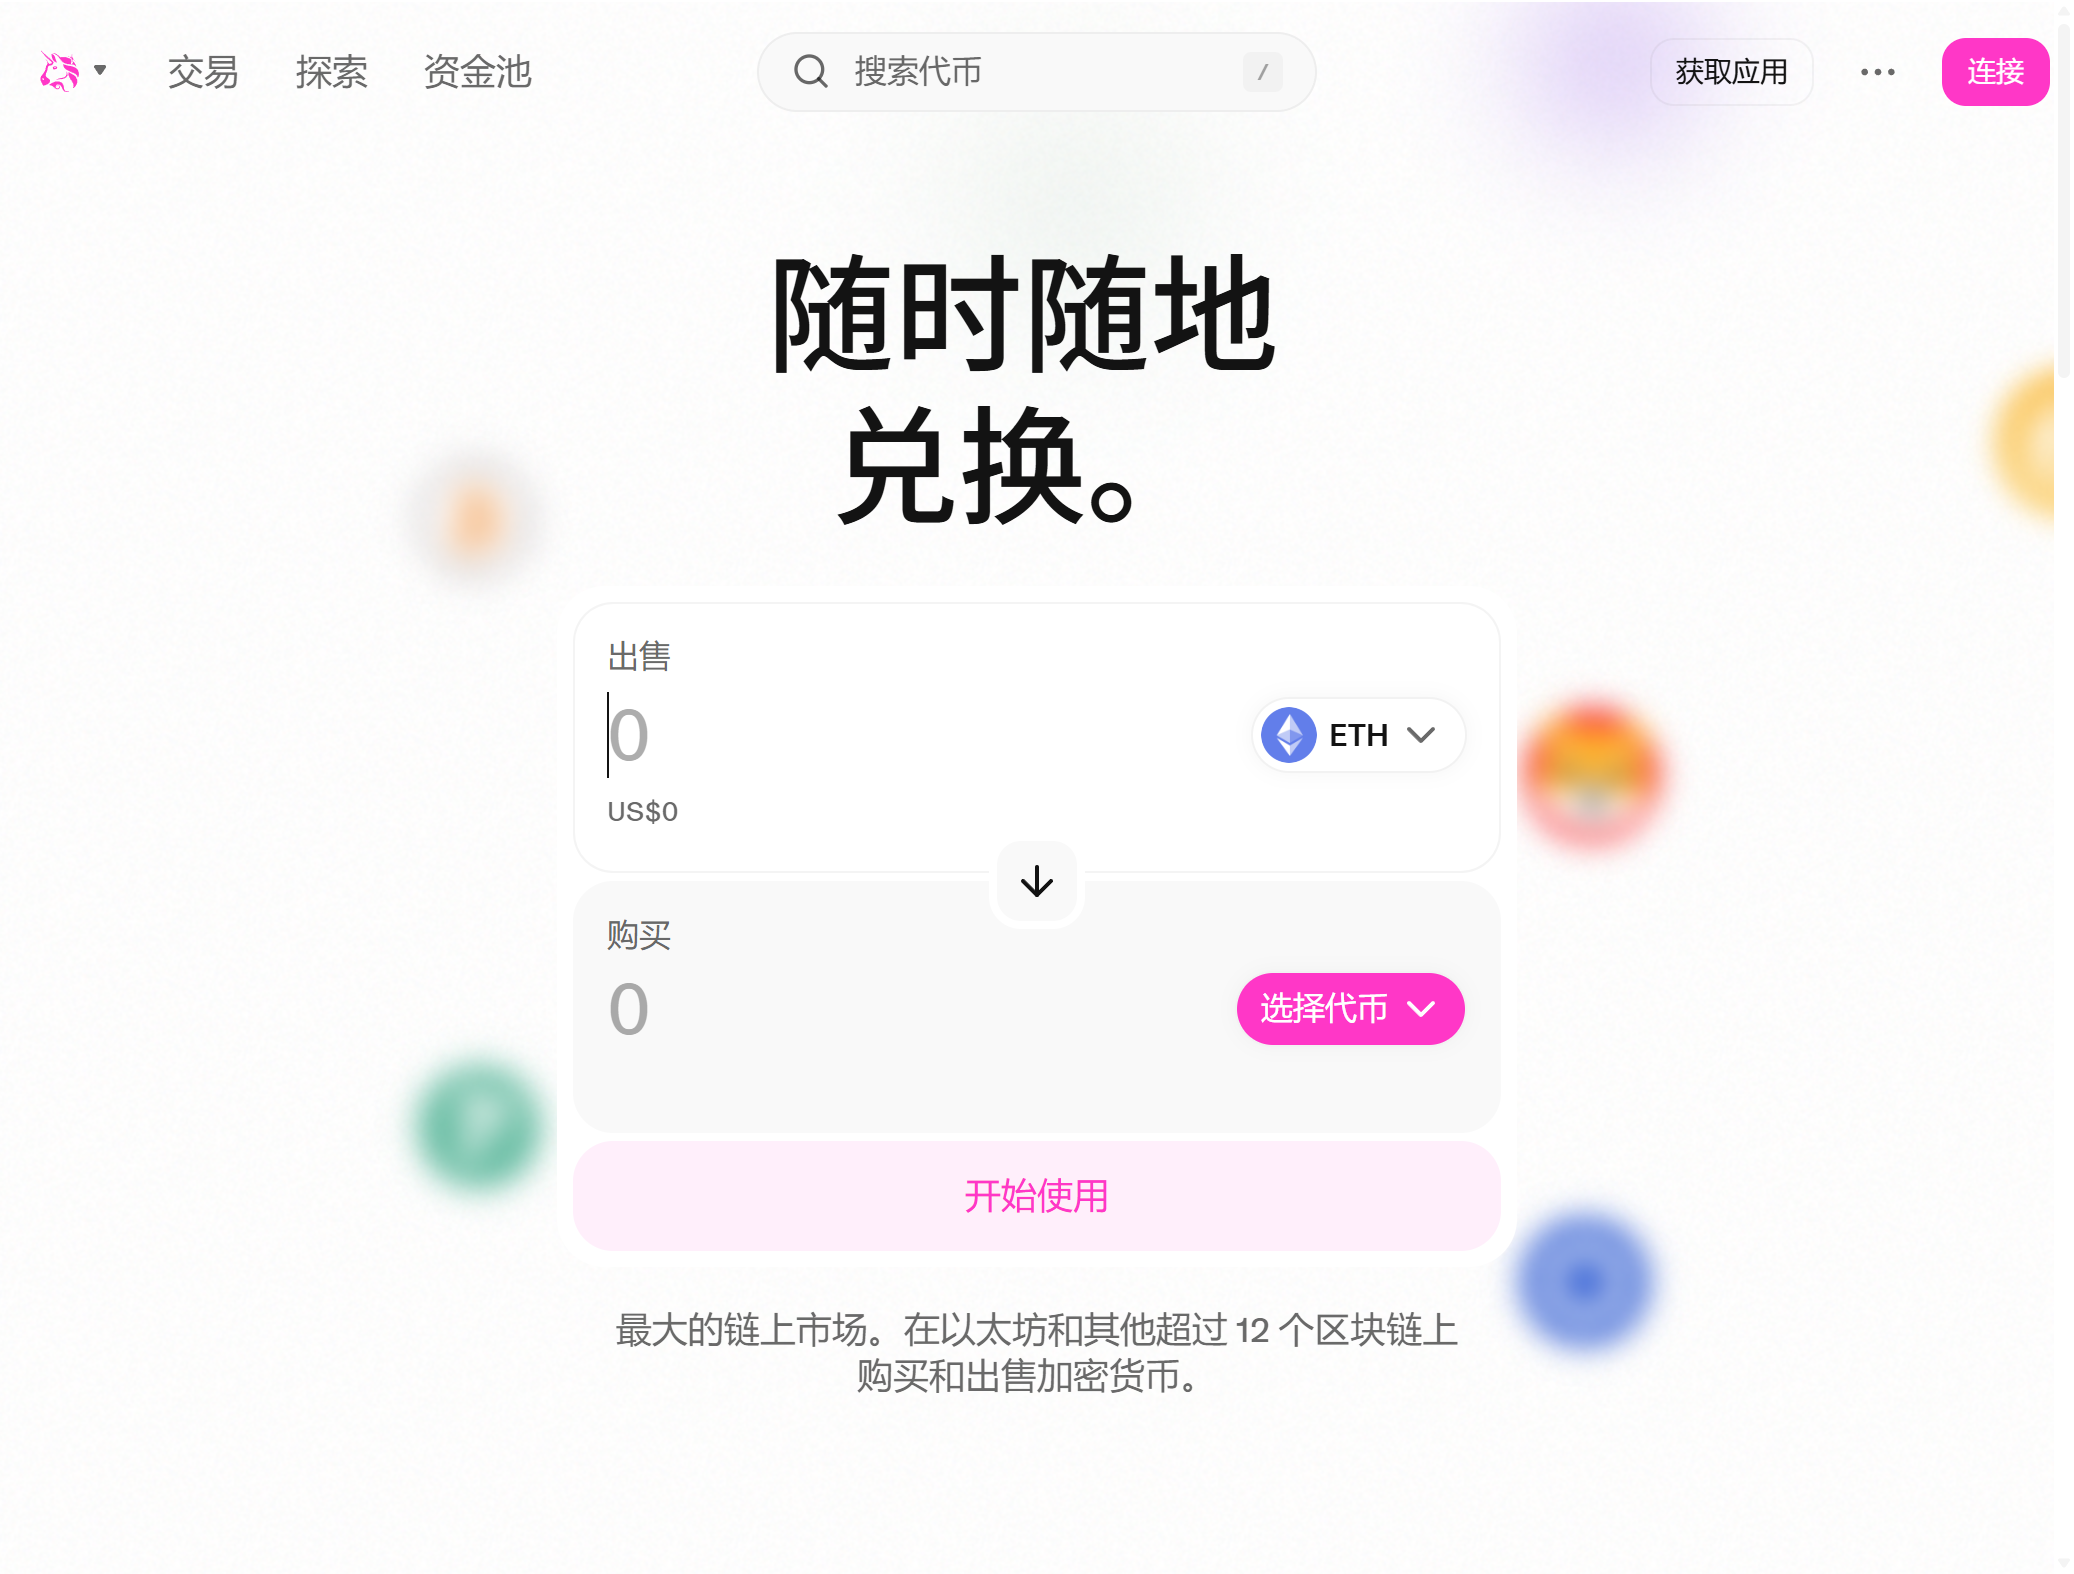 交易
探索
资金池
搜索代币
/
获取应用
连接
随时随地
兑换。
出售
0
ETH
US$0
购买
0
选择代币
开始使用
最大的链上市场。在以太坊和其他超过 12 个区块链上
购买和出售加密货币。